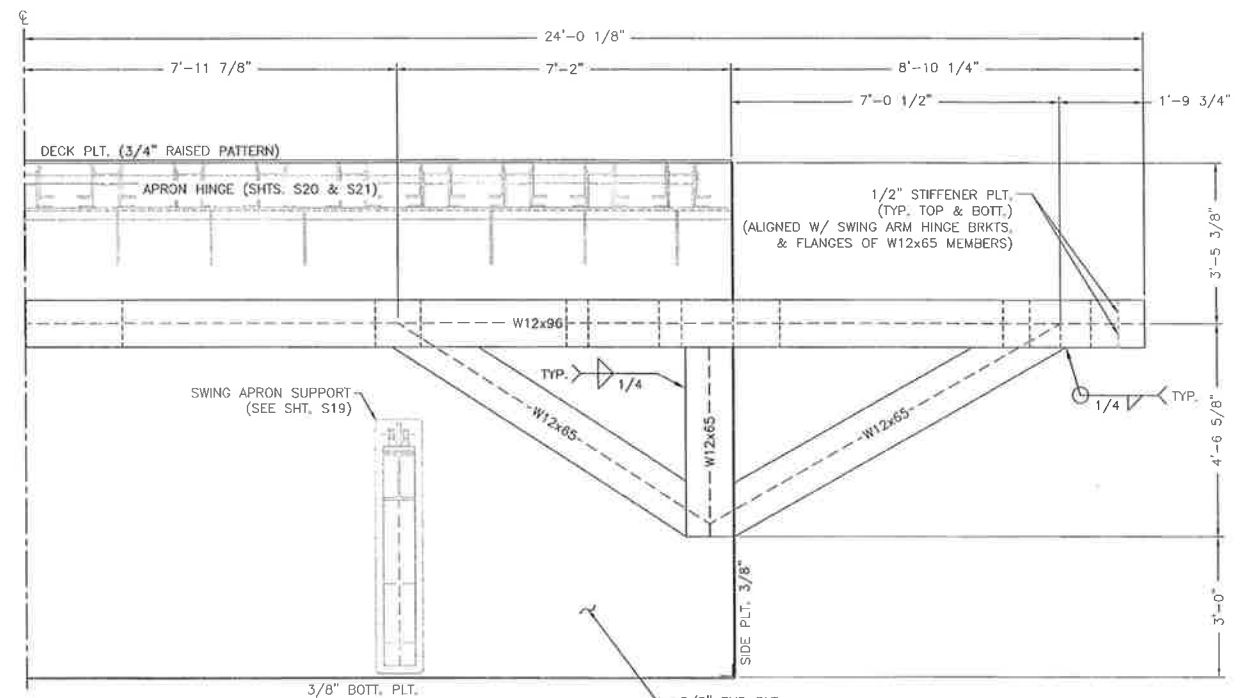 ℄
24'-0 1/8"
7'-11 7/8"
7'-2"
8'-10 1/4"
7'-0 1/2"
1'-9 3/4"
DECK PLT. (3/4" RAISED PATTERN)
APRON HINGE (SHTS. S20 & S21)
1/2" STIFFENER PLT.
(TYP. TOP & BOTT.)
(ALIGNED W/ SWING ARM HINGE BRKTS.
& FLANGES OF W12x65 MEMBERS)
3'-5 3/8"
W12x96
TYP.
1/4
SWING APRON SUPPORT
(SEE SHT. S19)
W12x65
W12x65
W12x65
1/4
TYP.
4'-6 5/8"
SIDE PLT. 3/8"
3'-0"
3/8" BOTT. PLT.